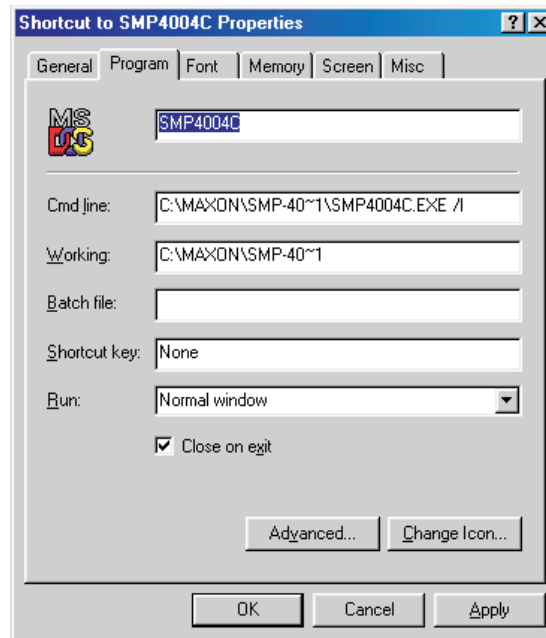 Shortcut to SMP4004C Properties
General Program Font Memory Screen Misc
MS DOS SMP4004C
Cmd line: C:\MAXON\SMP-40~1\SMP4004C.EXE /I
Working: C:\MAXON\SMP-40~1
Batch file:
Shortcut key: None
Run: Normal window
Close on exit
Advanced... Change Icon...
OK Cancel Apply